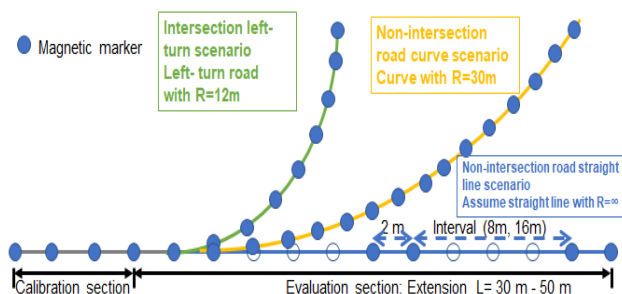 Magnetic marker
Intersection left-
turn scenario
Left- turn road
with R=12m
Non-intersection
road curve scenario
Curve with R=30m
Non-intersection road straight
line scenario
Assume straight line with R=∞
2 m
Interval (8m, 16m)
Calibration section
Evaluation section: Extension L= 30 m - 50 m